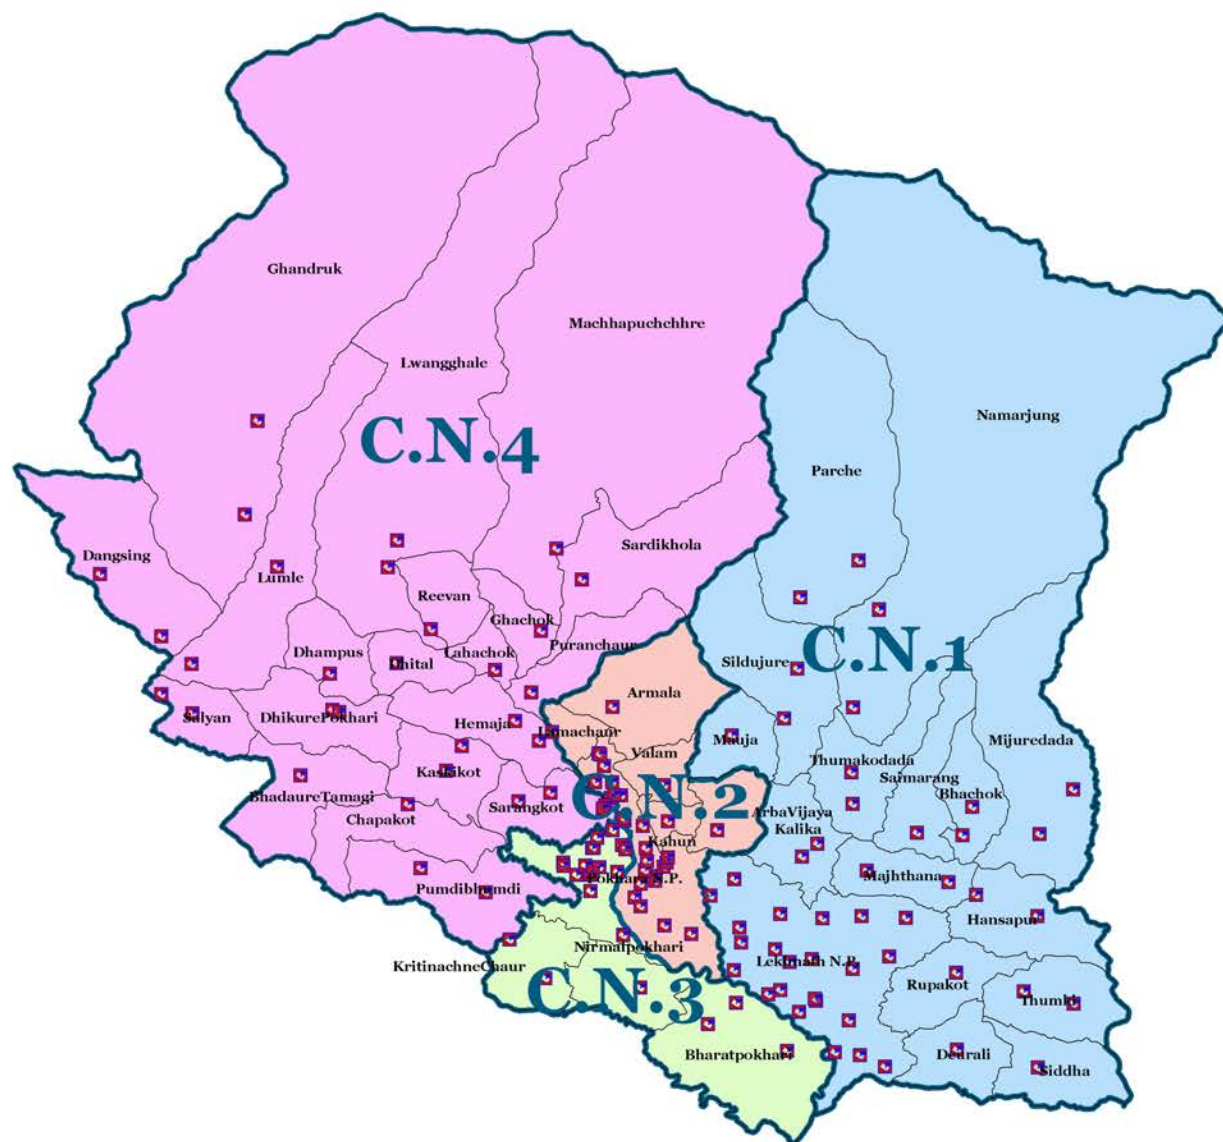 Ghandruk
Machhapuchchhre
Lwangghale
Namarjung
C.N.4
Parche
Sardikhola
Dangsing
Lumle
Reevan
Ghachok
Puranchaur
C.N.1
Dhampus
Dhital
Lahachok
Sildujure
Armala
Salyan
DhikurePokhari
Hemaja
Lamachaur
Mauja
Valam
Mijuredada
Thumakodada
Kaskikot
Saimarang
BhadaureTamagi
Sarangkot
C.N.2
Bhachok
Chapakot
ArbaVijaya
Kalika
Kahun
Pumdibhumdi
Pokhara N.P.
Majhthana
Hansapur
Nirmalpokhari
KritinachneChaur
Leknath N.P.
C.N.3
Rupakot
Thumki
Bharatpokhari
Deurali
Siddha